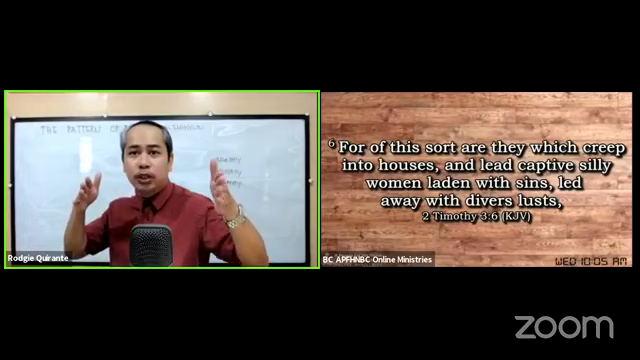 THE PATTERN OF
Rodgie Quirante
6 For of this sort are they which creep
into houses, and lead captive silly
women laden with sins, led
away with divers lusts,
2 Timothy 3:6 (KJV)
BC APFHNBC Online Ministries
WED 10:05 AM
zoom